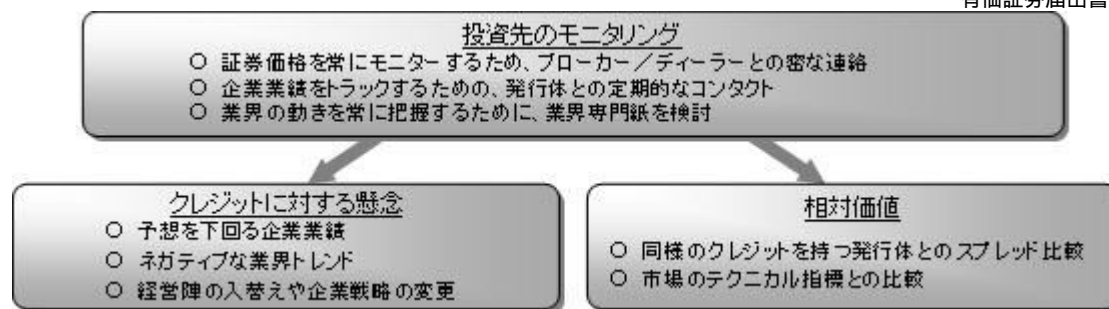 有価証券届出書
投資先のモニタリング
○ 証券価格を常にモニターするため、ブローカー／ディーラーとの密な連絡
○ 企業業績をトラックするための、発行体との定期的なコンタクト
○ 業界の動きを常に把握するために、業界専門紙を検討
クレジットに対する懸念
○ 予想を下回る企業業績
○ ネガティブな業界トレンド
○ 経営陣の入替えや企業戦略の変更
相対価値
○ 同様のクレジットを持つ発行体とのスプレッド比較
○ 市場のテクニカル指標との比較